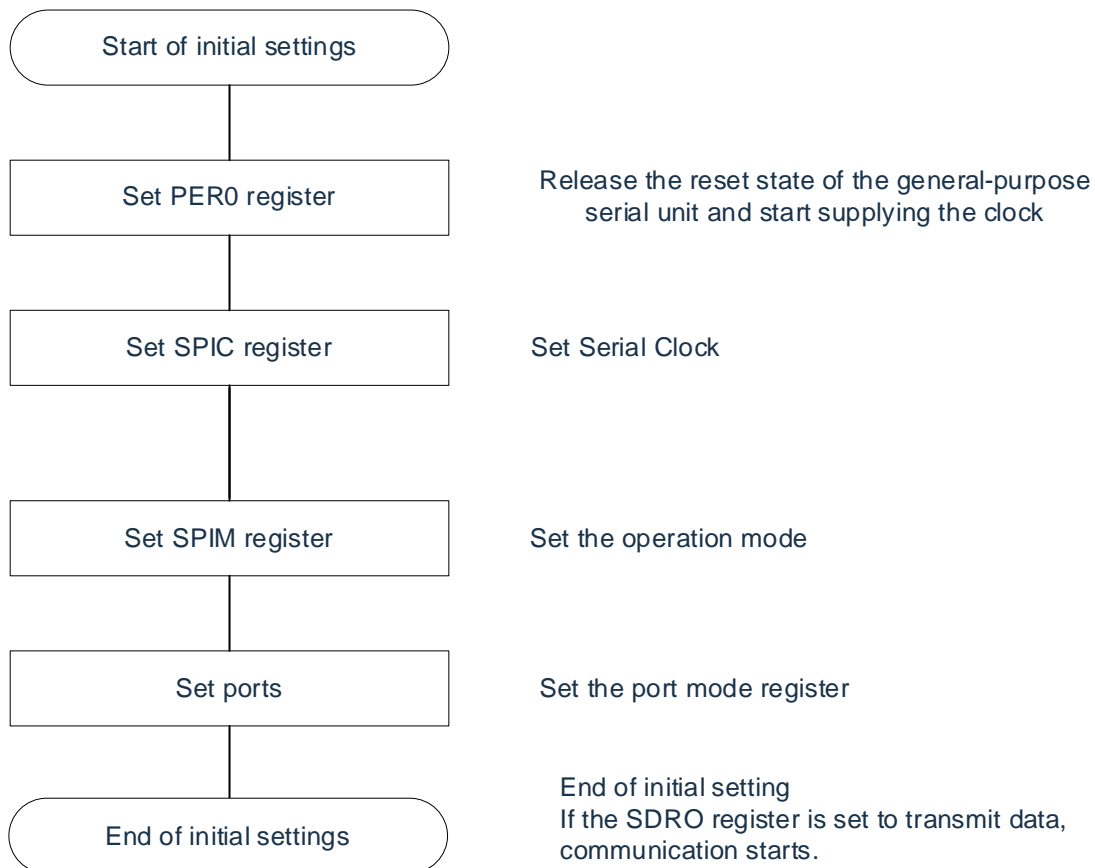 Start of initial settings
Set PER0 register
Release the reset state of the general-purpose
serial unit and start supplying the clock
Set SPIC register
Set Serial Clock
Set SPIM register
Set the operation mode
Set ports
Set the port mode register
End of initial settings
End of initial setting
If the SDRO register is set to transmit data,
communication starts.